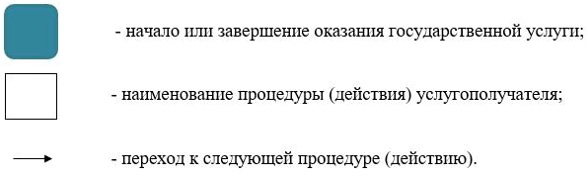 - начало или завершение оказания государственной услуги;
- наименование процедуры (действия) услугополучателя;
- переход к следующей процедуре (действию).